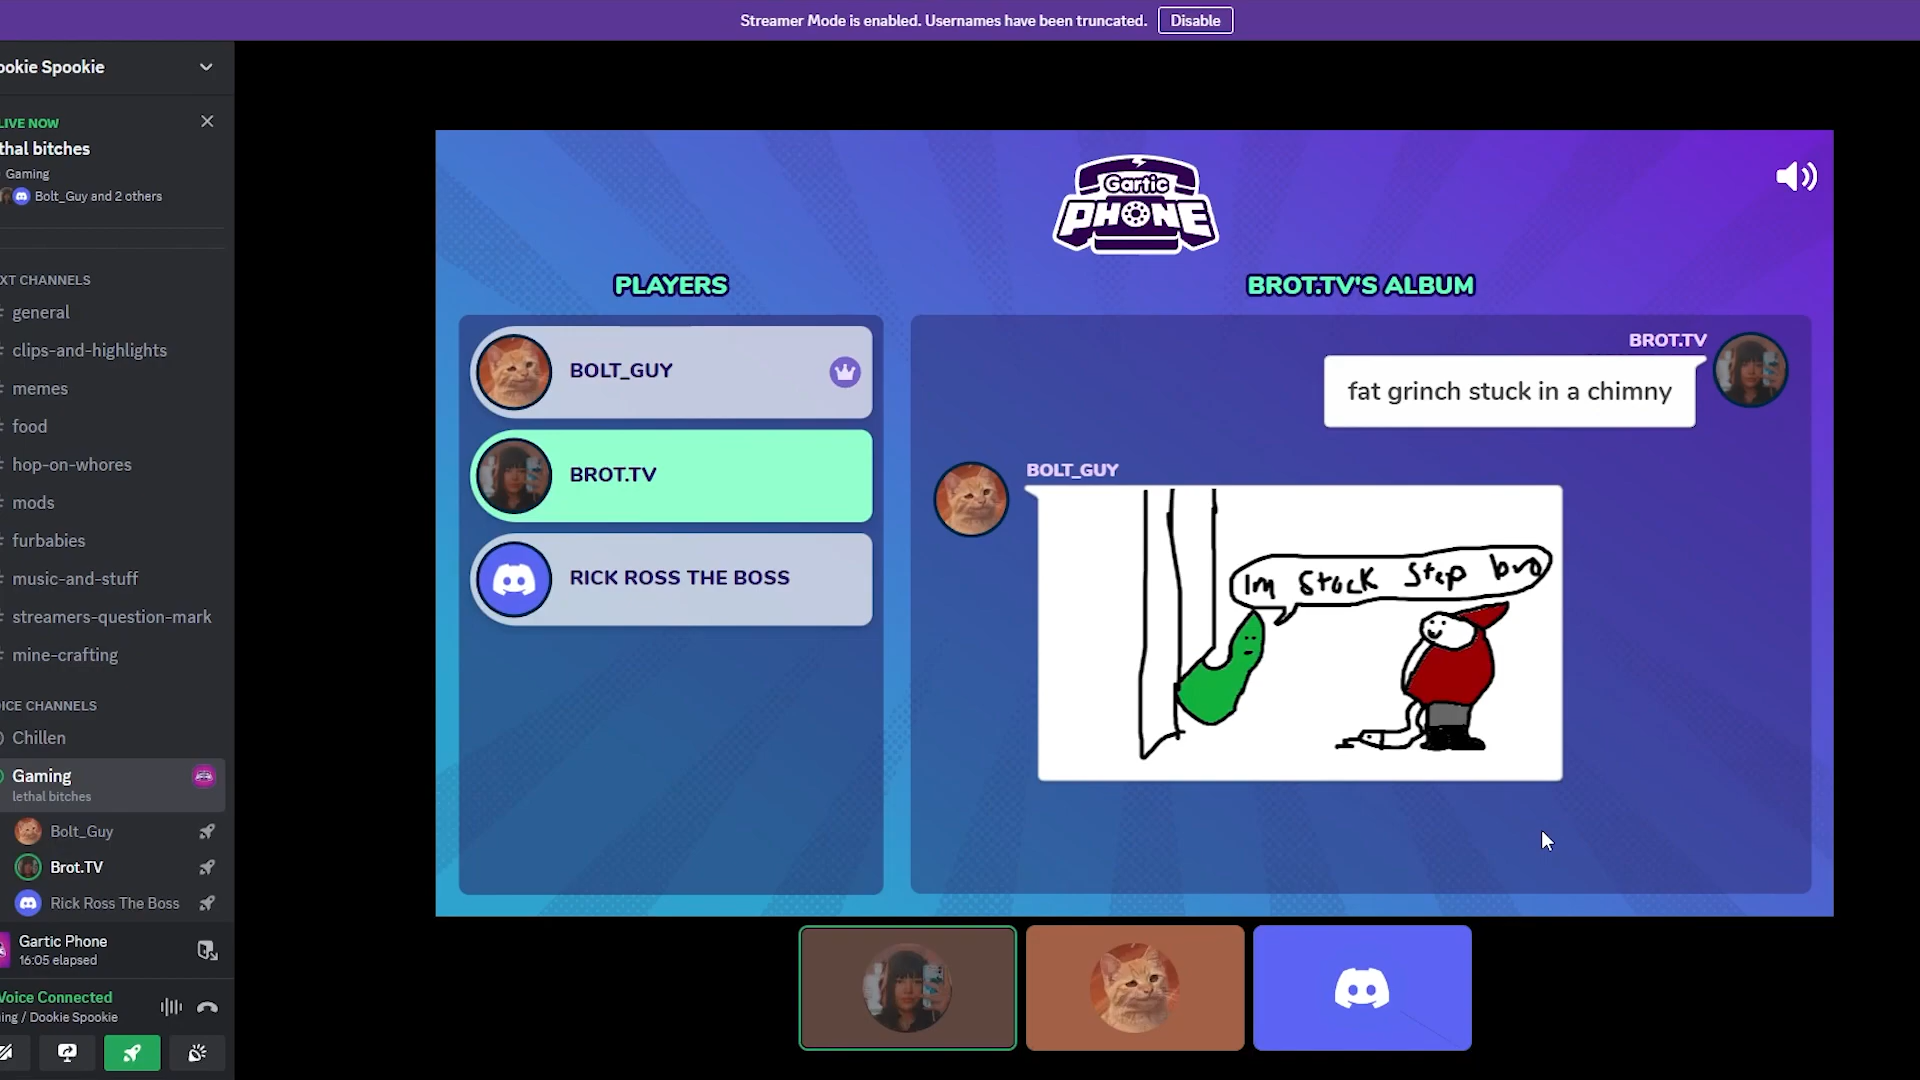 Streamer Mode is enabled. Usernames have been truncated. Disable
ookie Spookie
LIVE NOW
thal bitches
Gaming
Bolt_Guy and 2 others
XT CHANNELS
general
clips-and-highlights
memes
food
hop-on-whores
mods
furbabies
music-and-stuff
streamers-question-mark
mine-crafting
ICE CHANNELS
Chillen
Gaming
lethal bitches
Bolt_Guy
Brot.TV
Rick Ross The Boss
Gartic Phone
16:05 elapsed
Voice Connected
ing / Dookie Spookie
Gartic
PHONE
PLAYERS
BOLT_GUY
BROT.TV
RICK ROSS THE BOSS
BROT.TV'S ALBUM
BROT.TV
fat grinch stuck in a chimny
BOLT_GUY
Im stuck step bro